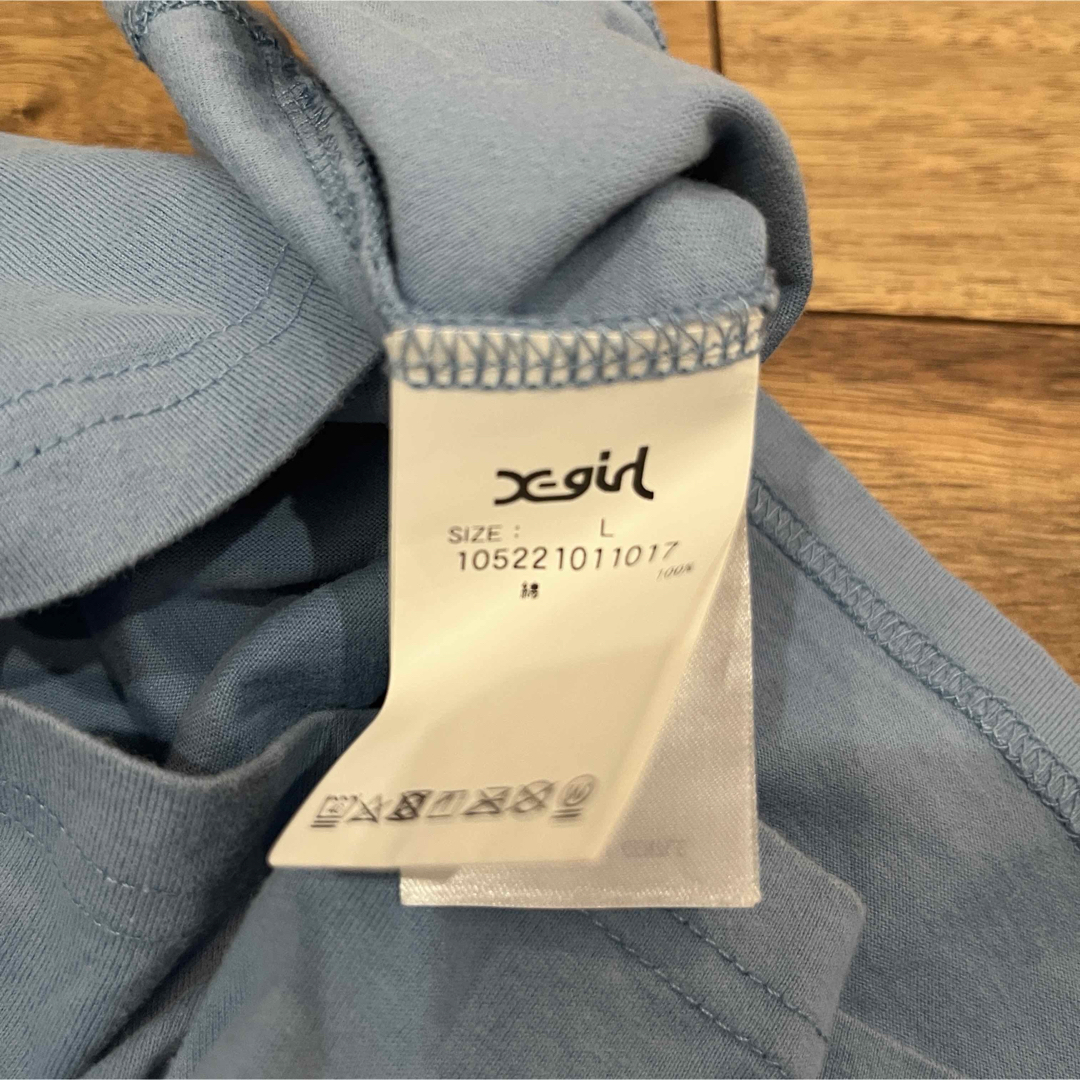 X-girl
SIZE : L
105221011017
綿 100%